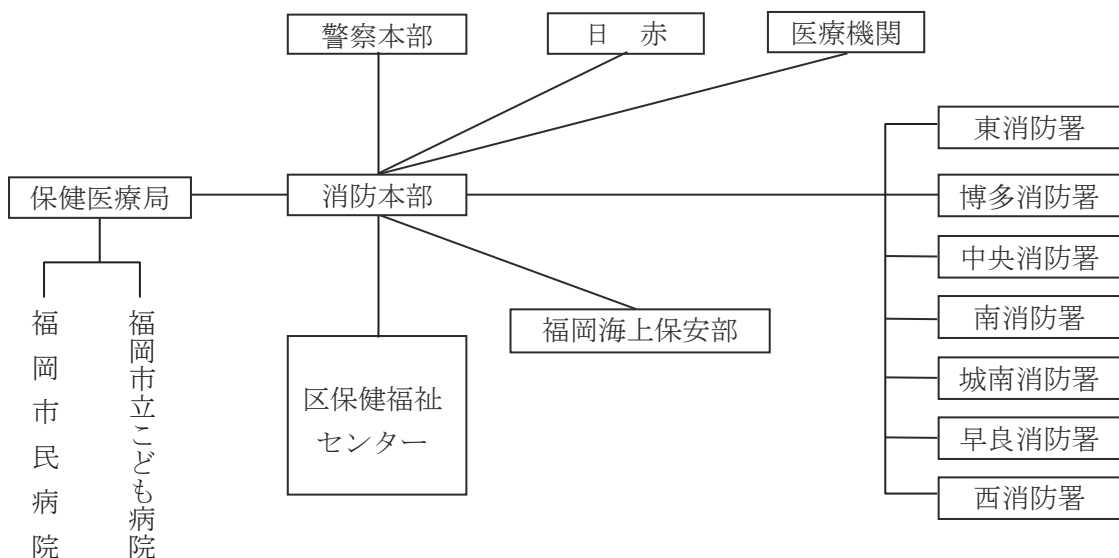 警察本部
日　赤
医療機関
東消防署
保健医療局
消防本部
博多消防署
中央消防署
南消防署
福岡海上保安部
城南消防署
早良消防署
西消防署
区保健福祉
センター
福岡市民病院
福岡市立こども病院